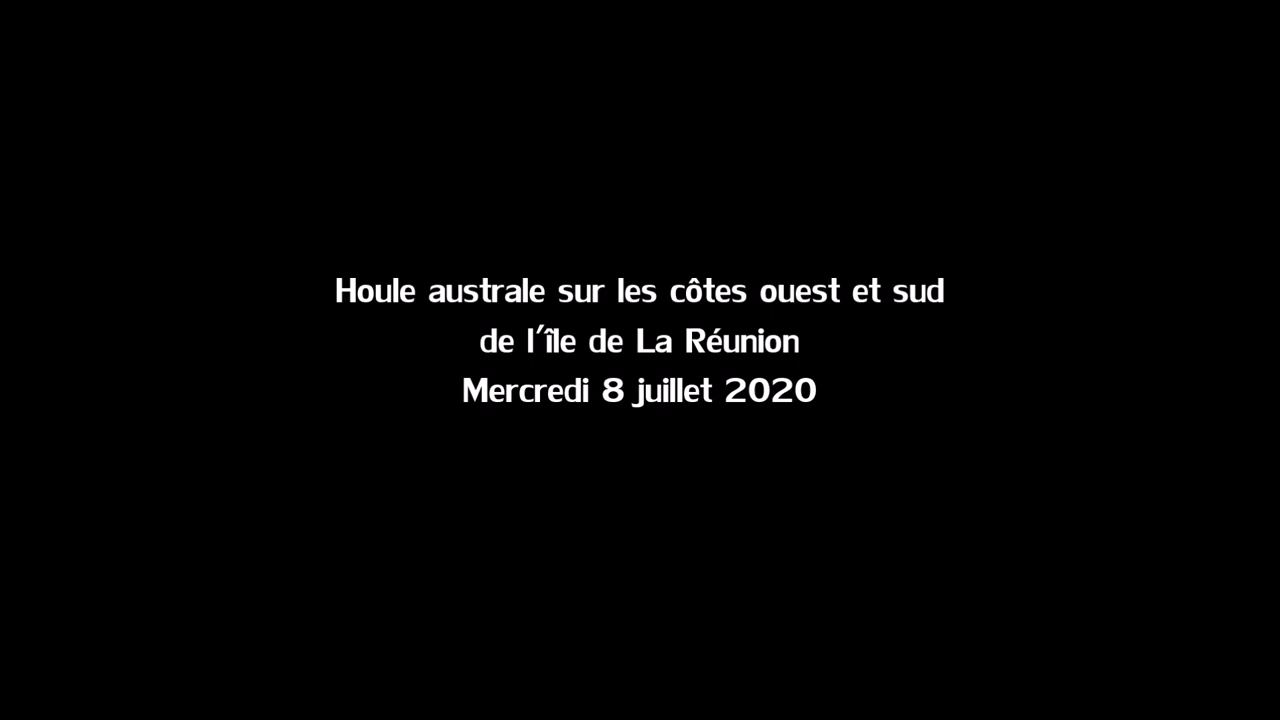 Houle australe sur les côtes ouest et sud
de l'île de La Réunion
Mercredi 8 juillet 2020